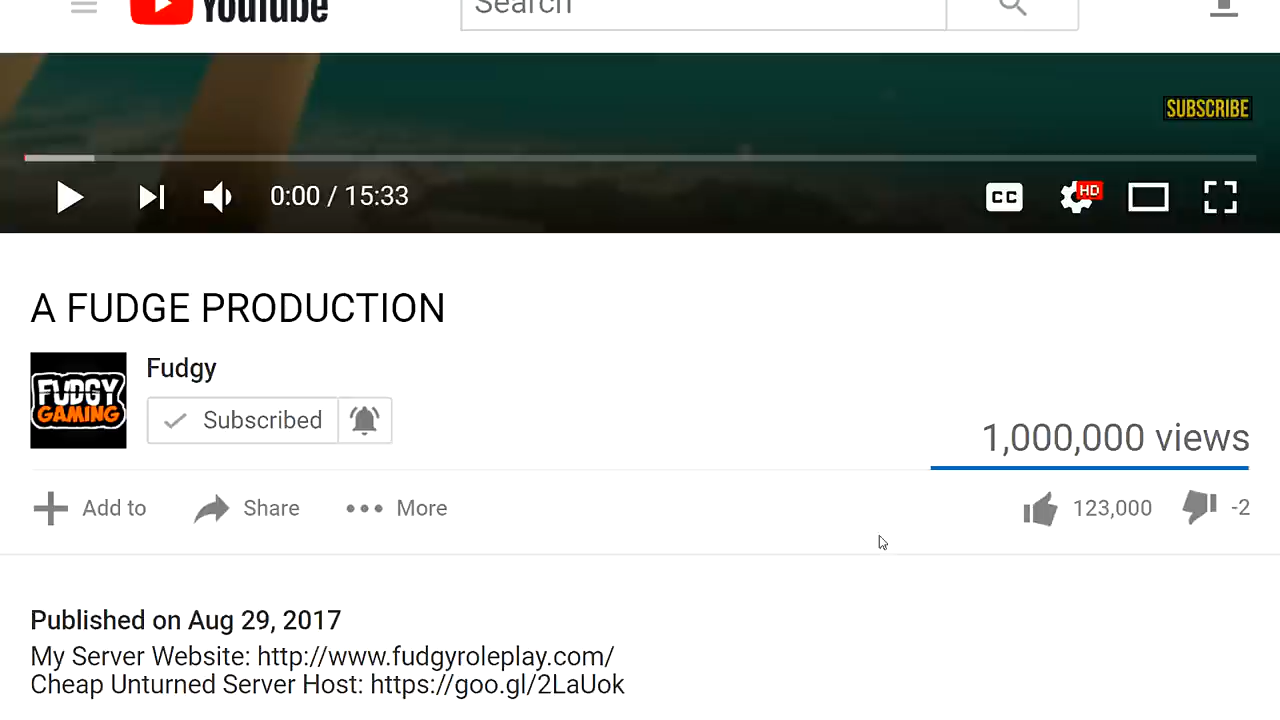 YouTube
Search
SUBSCRIBE
0:00 / 15:33
CC
HD
A FUDGE PRODUCTION
FUDGY
GAMING
Fudgy
Subscribed
1,000,000 views
Add to
Share
More
123,000
-2
Published on Aug 29, 2017
My Server Website: http://www.fudgyroleplay.com/
Cheap Unturned Server Host: https://goo.gl/2LaUok